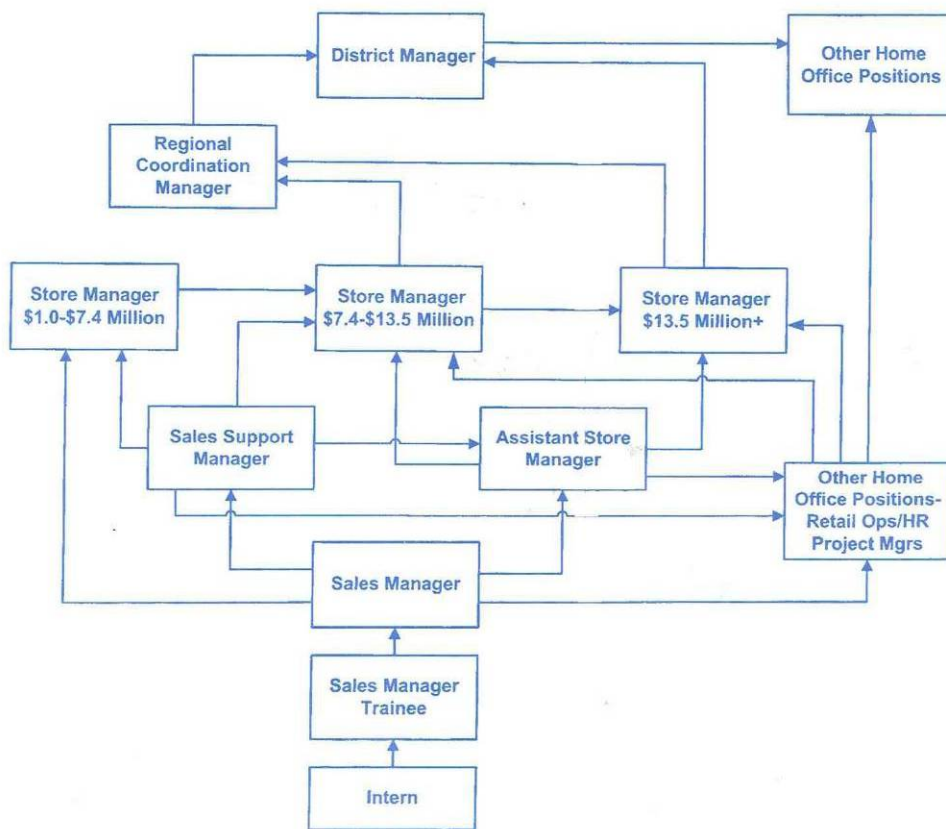 District Manager
Other Home
Office Positions
Regional
Coordination
Manager
Store Manager
$1.0-$7.4 Million
Store Manager
$7.4-$13.5 Million
Store Manager
$13.5 Million+
Sales Support
Manager
Assistant Store
Manager
Other Home
Office Positions-
Retail Ops/HR
Project Mgrs
Sales Manager
Sales Manager
Trainee
Intern